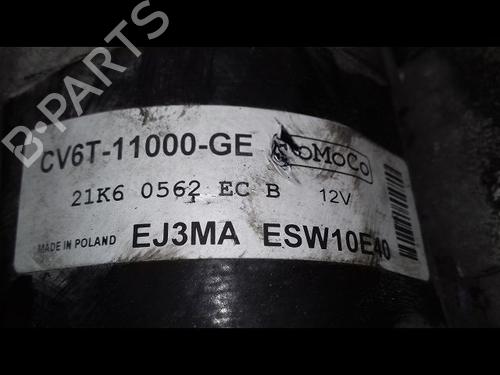 B-PARTS
CV6T-11000-GE FoMoCo
21K6 0562 EC B 12V
MADE IN POLAND EJ3MA ESW10E40